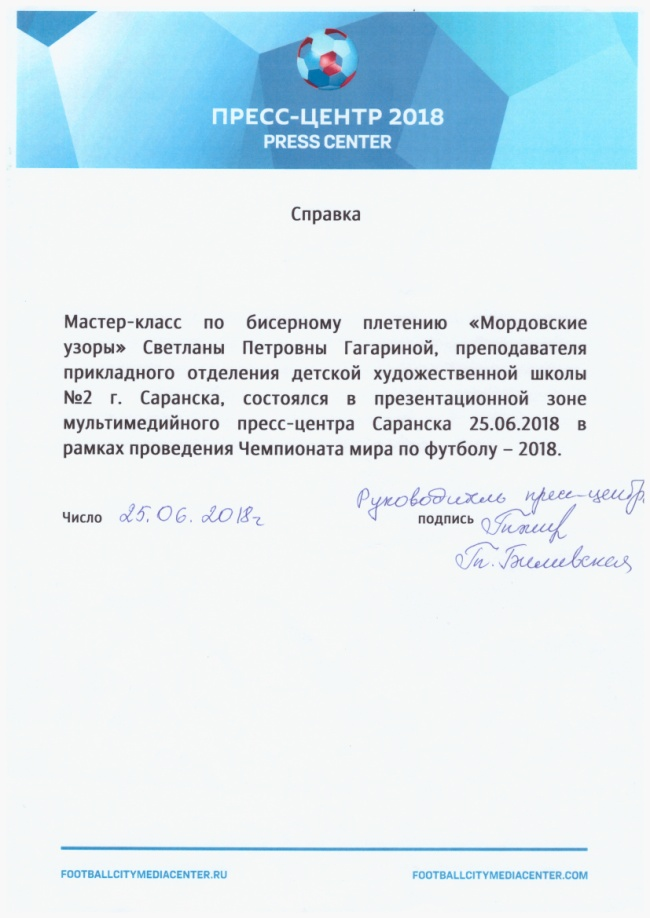 ПРЕСС-ЦЕНТР 2018
PRESS CENTER
Справка
Мастер-класс по бисерному плетению «Мордовские
узоры» Светланы Петровны Гагариной, преподавателя
прикладного отделения детской художественной школы
№2 г. Саранска, состоялся в презентационной зоне
мультимедийного пресс-центра Саранска 25.06.2018 в
рамках проведения Чемпионата мира по футболу – 2018.
Руководитель пресс-центр.
Число 25.06.2018г подпись
FOOTBALLCITYMEDIACENTER.RU FOOTBALLCITYMEDIACENTER.COM